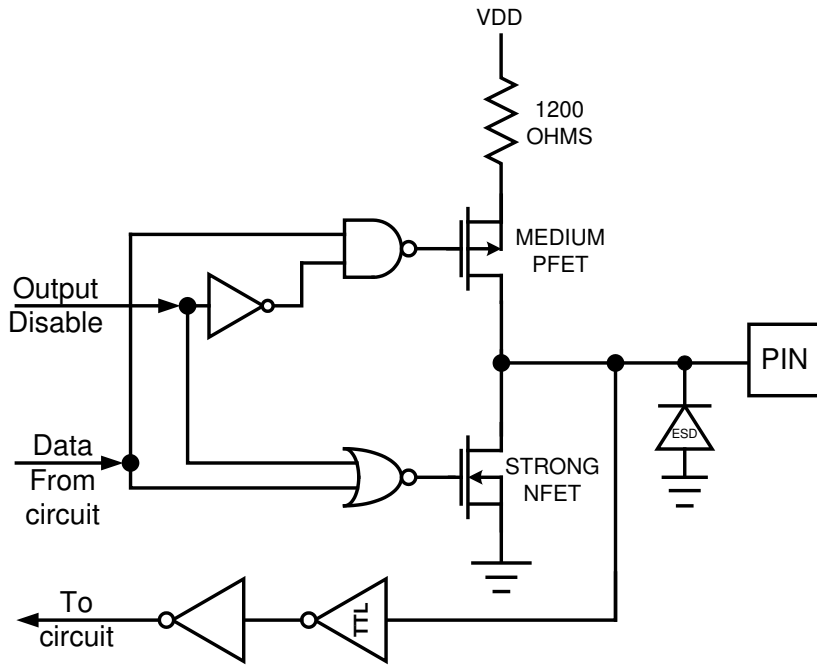 VDD
1200
OHMS
MEDIUM
PFET
Output
Disable
PIN
ESD
Data
From
circuit
STRONG
NFET
To
circuit
TTL